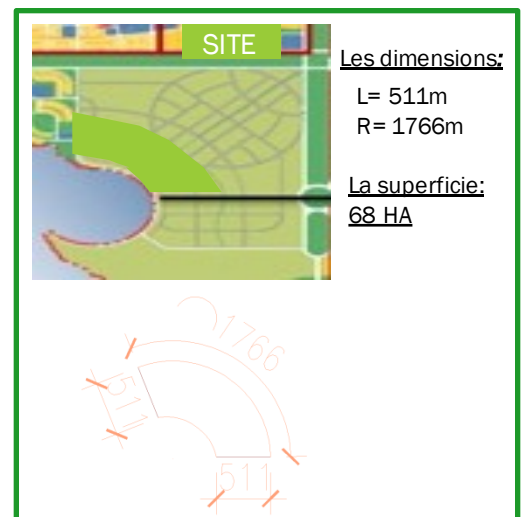 SITE
Les dimensions:
L= 511m
R= 1766m
La superficie:
68 HA
1766
511
511